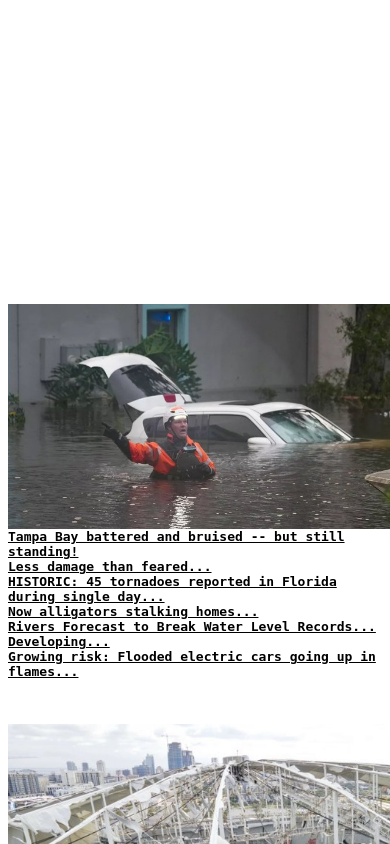 Tampa Bay battered and bruised -- but still
standing!
Less damage than feared...
HISTORIC: 45 tornadoes reported in Florida
during single day...
Now alligators stalking homes...
Rivers Forecast to Break Water Level Records...
Developing...
Growing risk: Flooded electric cars going up in
flames...